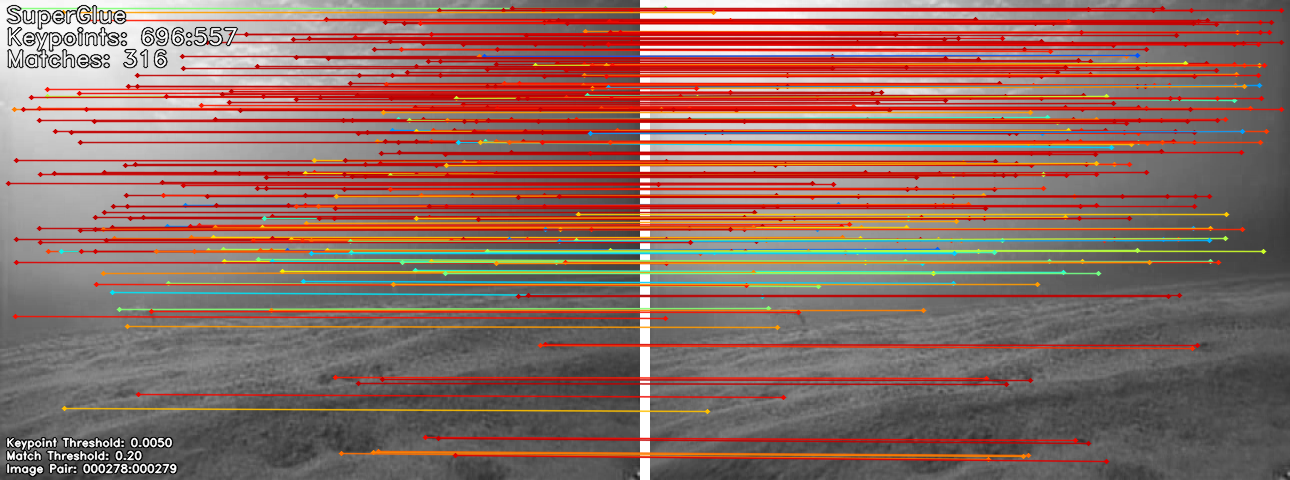 SuperGlue
Keypoints: 696:557
Matches: 316
Keypoint Threshold: 0.0050
Match Threshold: 0.20
Image Pair: 000278:000279